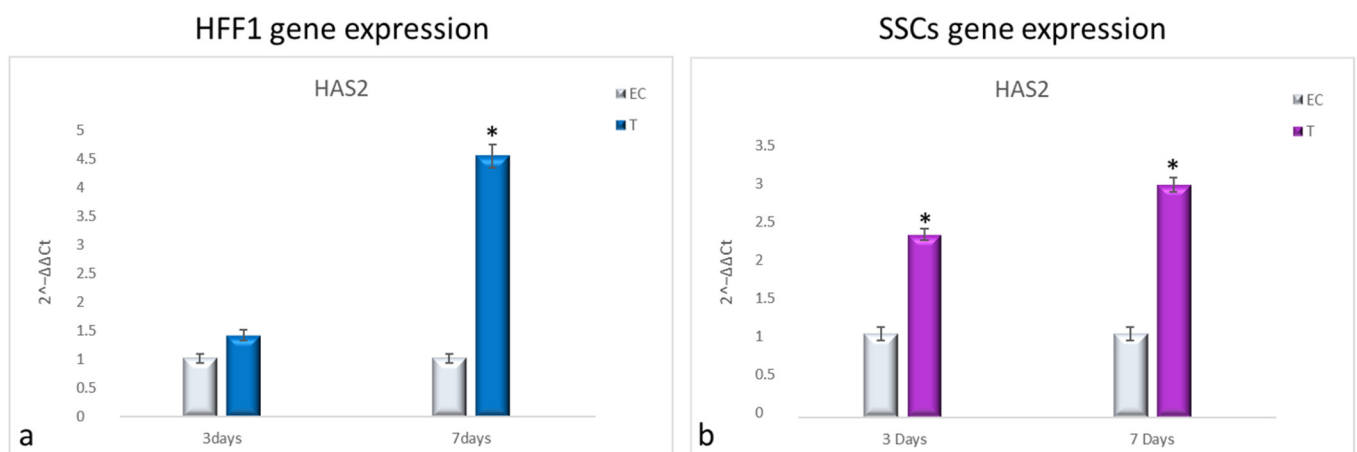 HFF1 gene expression
HAS2
EC
T
5
4.5
4
3.5
3
2.5
2
1.5
1
0.5
0
2^−ΔΔCt
*
3days
7days
a
SSCs gene expression
HAS2
EC
T
3.5
3
2.5
2
1.5
1
0.5
0
2^−ΔΔCt
*
*
3 Days
7 Days
b